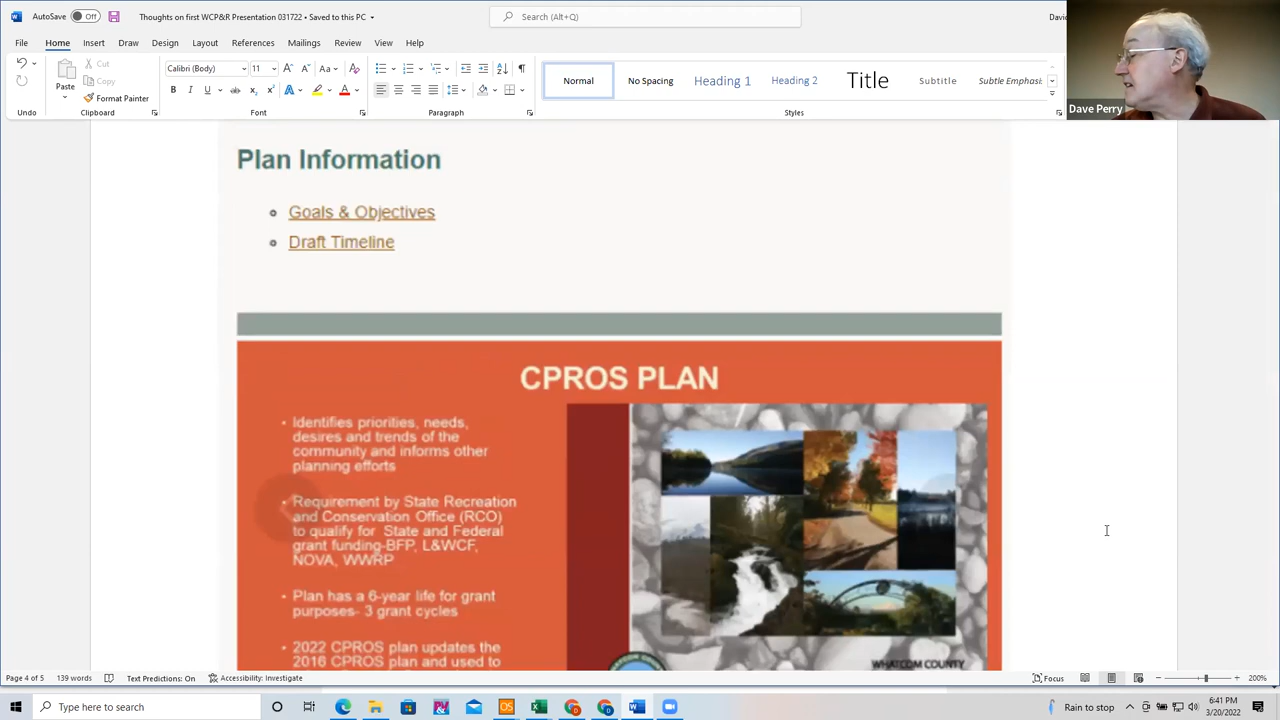 AutoSave Off Thoughts on first WCP&R Presentation 031722 • Saved to this PC Search (Alt+Q) David
File Home Insert Draw Design Layout References Mailings Review View Help
Undo Paste Cut Copy Format Painter Clipboard
Calibri (Body) 11 Aa B I U ab x₂ x² A A Font
Paragraph
Normal No Spacing Heading 1 Heading 2 Title Subtitle Subtle Emphasis Styles
Dave Perry
Plan Information
Goals & Objectives
Draft Timeline
CPROS PLAN
• Identifies priorities, needs,
desires and trends of the
community and informs other
planning efforts
• Requirement by State Recreation
and Conservation Office (RCO)
to qualify for State and Federal
grant funding-BFP, L&WCF,
NOVA, WWRP
• Plan has a 6-year life for grant
purposes- 3 grant cycles
• 2022 CPROS plan updates the
2016 CPROS plan and used to
WHATCOM COUNTY
Page 4 of 5 139 words Text Predictions: On Accessibility: Investigate Focus 200%
Type here to search Rain to stop 6:41 PM
3/20/2022